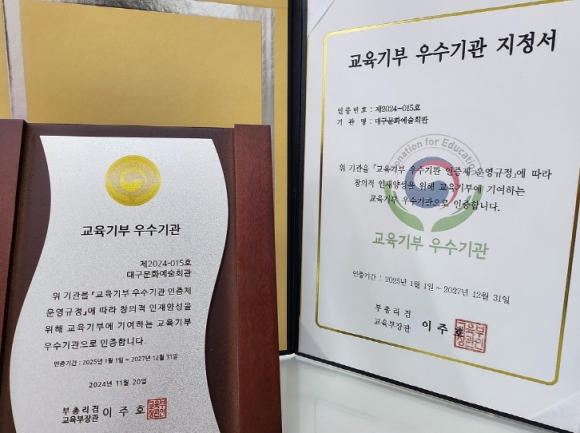 교육기부 우수기관
제2024-015호
대구문화예술회관
위 기관을 「교육기부 우수기관 인증제
운영규정」에 따라 창의적 인재양성을
위해 교육기부에 기여하는 교육기부
우수기관으로 인증합니다.
인증기간 : 2025년 1월 1일 ~ 2027년 12월 31일
2024년 11월 20일
부총리겸
교육부장관 이주호
교육기부 우수기관 지정서
인증번호 : 제2024-015호
기 관 명 : 대구문화예술회관
Donation for Education
위 기관을 「교육기부 우수기관 인증제 운영규정」에 따라
창의적 인재양성을 위해 교육기부에 기여하는
교육기부 우수기관으로 인증합니다.
교육기부 우수기관
인증기간 : 2025년 1월 1일 ~ 2027년 12월 31일
부총리겸
교육부장관 이주호